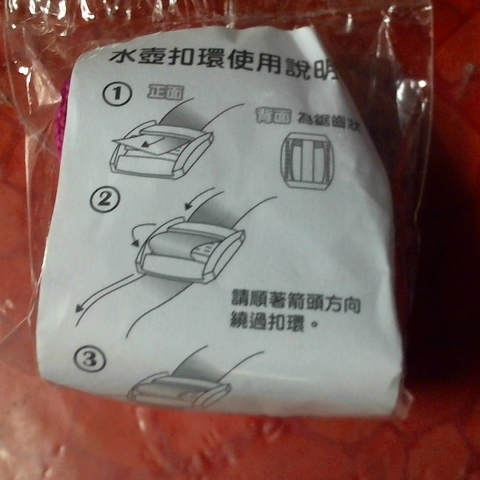 水壺扣環使用說明
① 正面
背面 為鋸齒狀
②
請順著箭頭方向
繞過扣環。
③